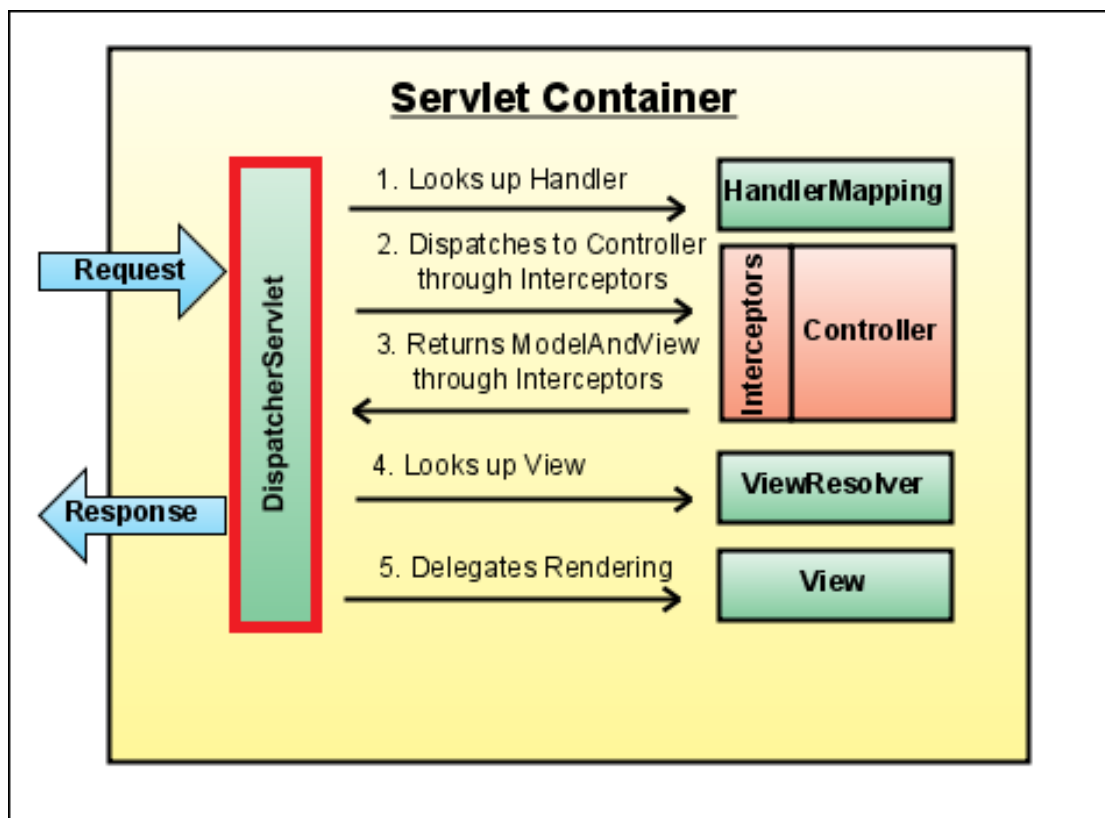 Servlet Container
1. Looks up Handler
HandlerMapping
2. Dispatches to Controller
through Interceptors
Request
DispatcherServlet
Interceptors
Controller
3. Returns ModelAndView
through Interceptors
4. Looks up View
ViewResolver
Response
5. Delegates Rendering
View